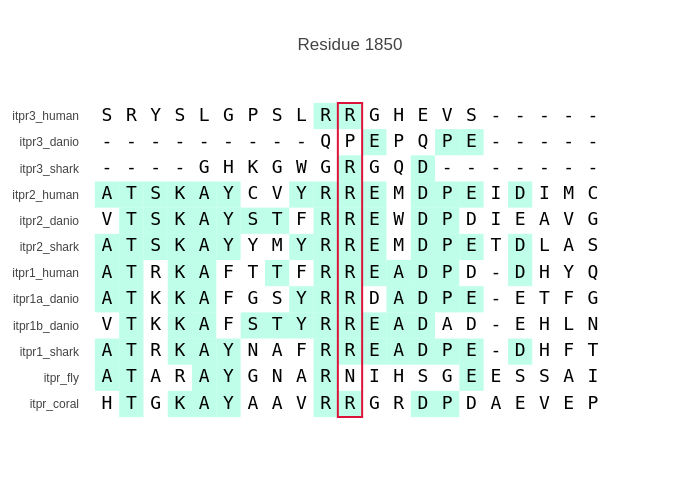 Residue 1850
itpr3_human S R Y S L G P S L R R G H E V S - - - - -
itpr3_danio - - - - - - - - - Q P E P Q P E - - - - -
itpr3_shark - - - - G H K G W G R G Q D - - - - - - -
itpr2_human A T S K A Y C V Y R R E M D P E I D I M C
itpr2_danio V T S K A Y S T F R R E W D P D I E A V G
itpr2_shark A T S K A Y Y M Y R R E M D P E T D L A S
itpr1_human A T R K A F T T F R R E A D P D - D H Y Q
itpr1a_danio A T K K A F G S Y R R D A D P E - E T F G
itpr1b_danio V T K K A F S T Y R R E A D A D - E H L N
itpr1_shark A T R K A Y N A F R R E A D P E - D H F T
itpr_fly A T A R A Y G N A R N I H S G E E S S A I
itpr_coral H T G K A Y A A V R R G R D P D A E V E P